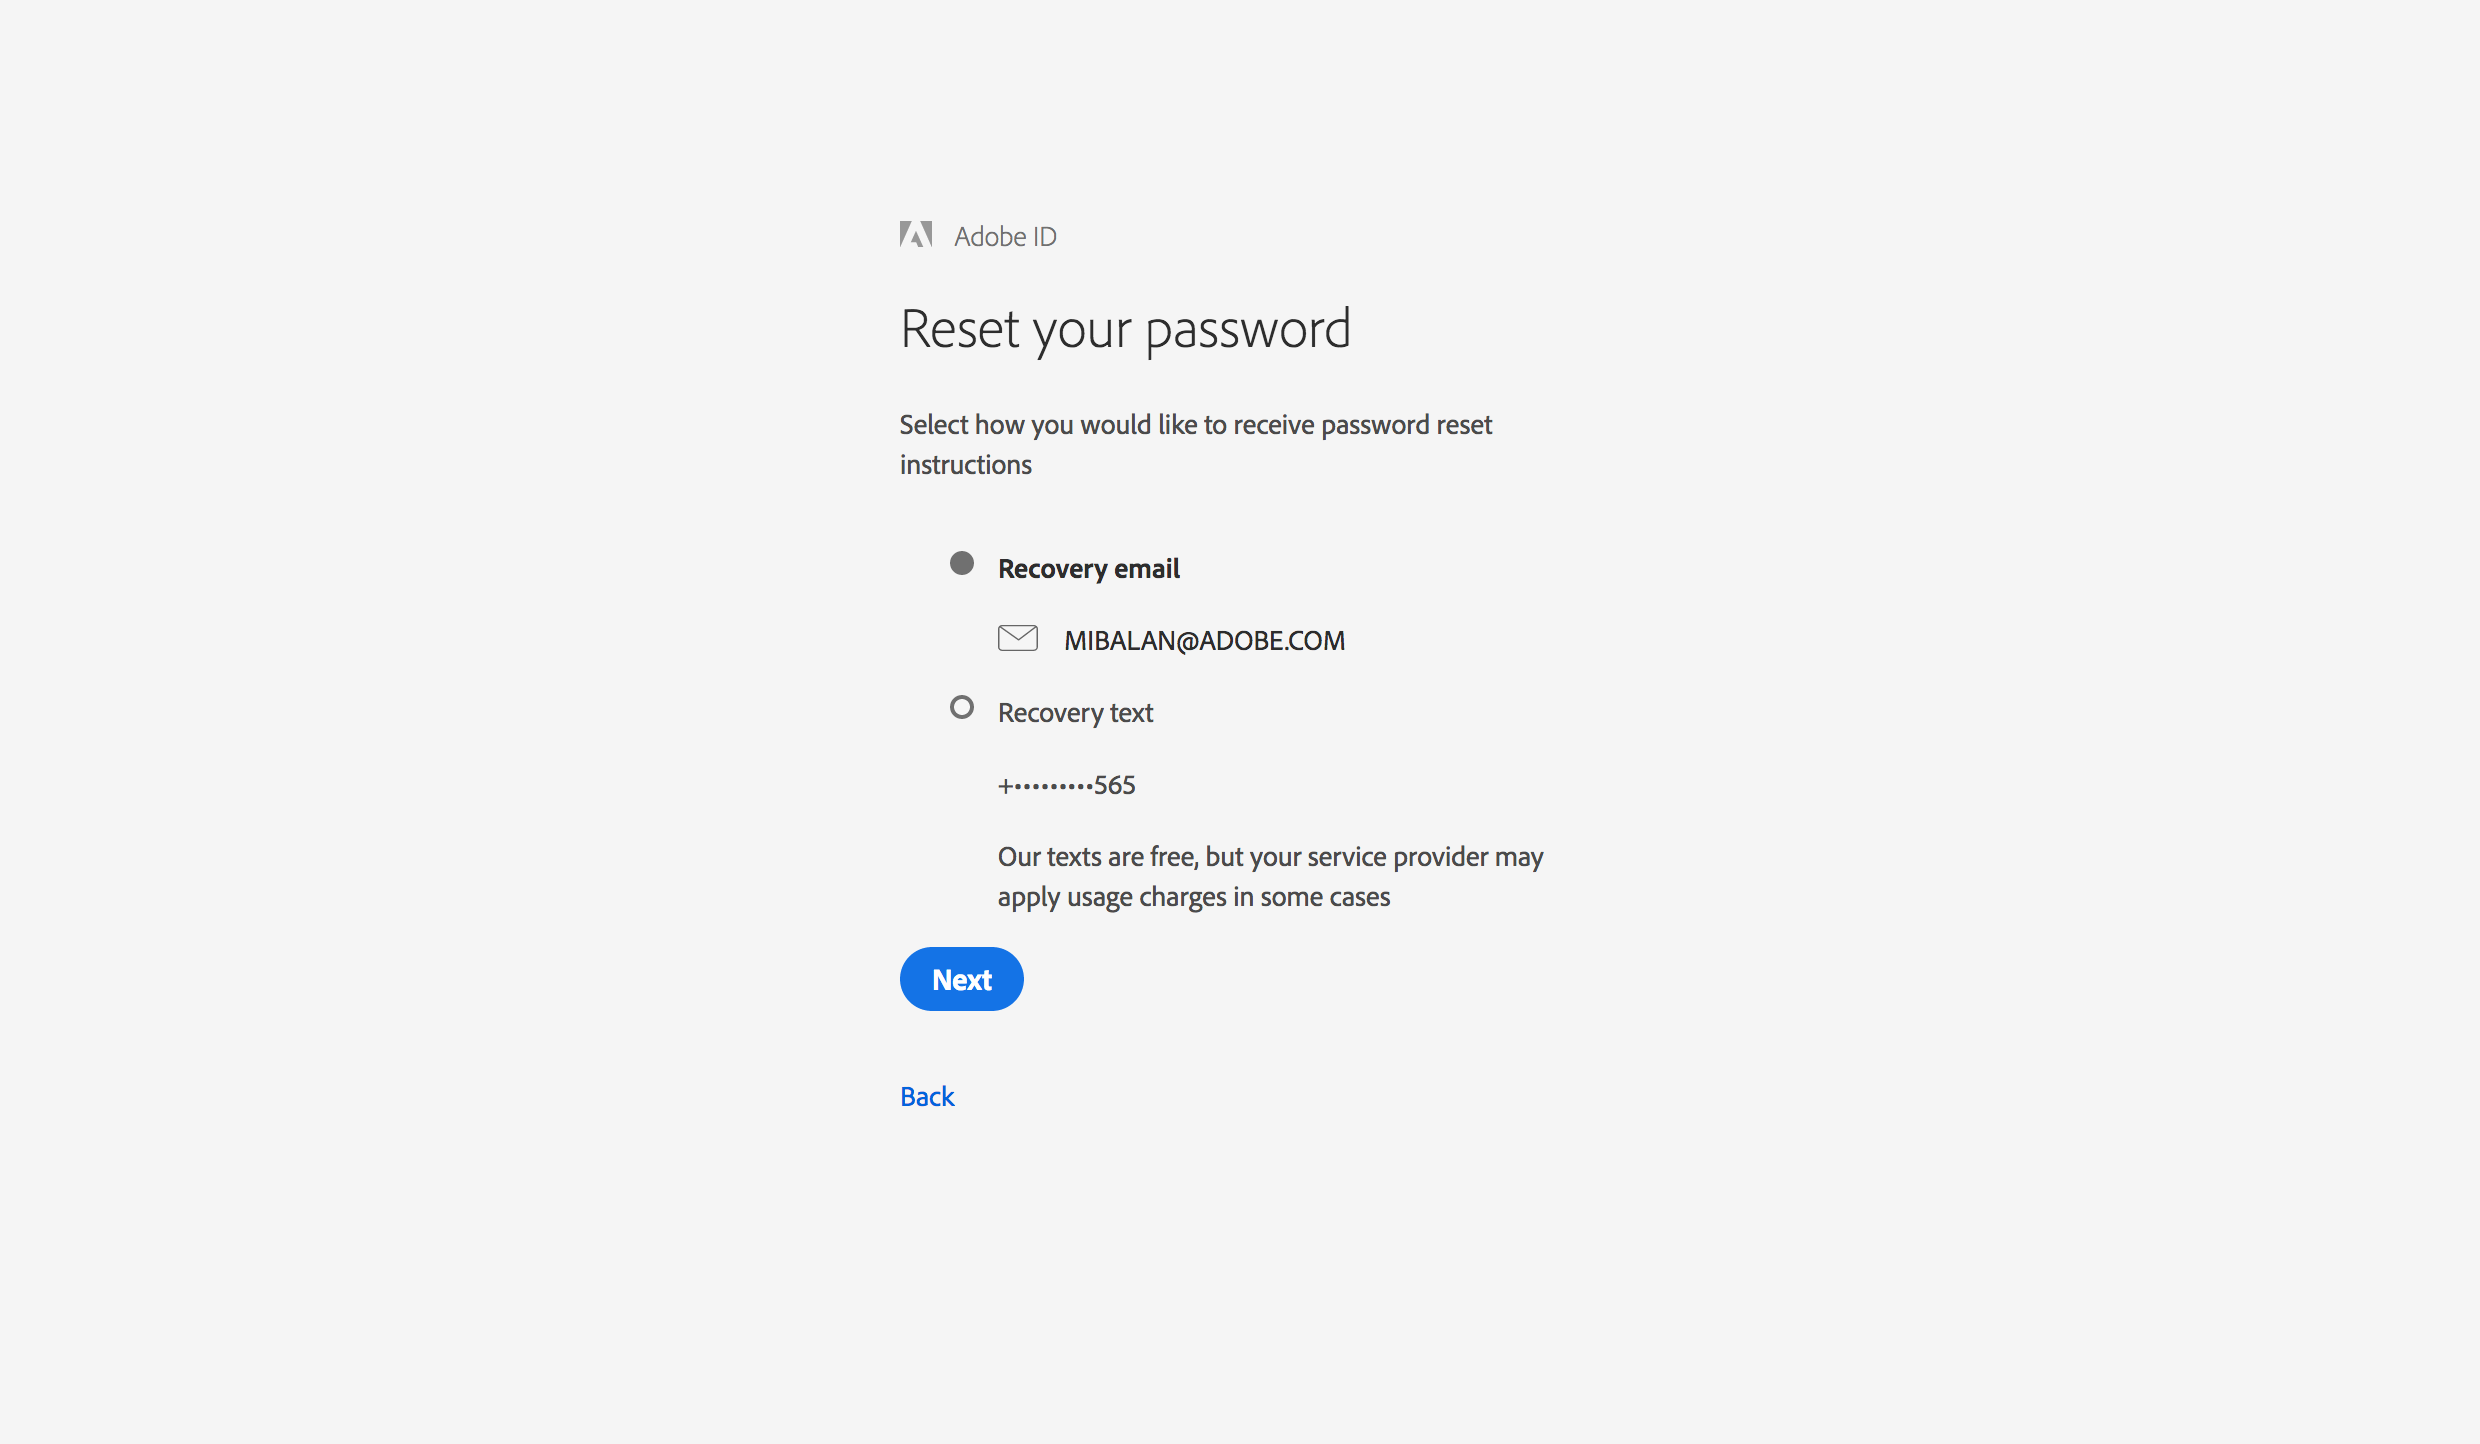 Adobe ID
Reset your password
Select how you would like to receive password reset
instructions
Recovery email
MIBALAN@ADOBE.COM
Recovery text
+•••••••••565
Our texts are free, but your service provider may
apply usage charges in some cases
Next
Back